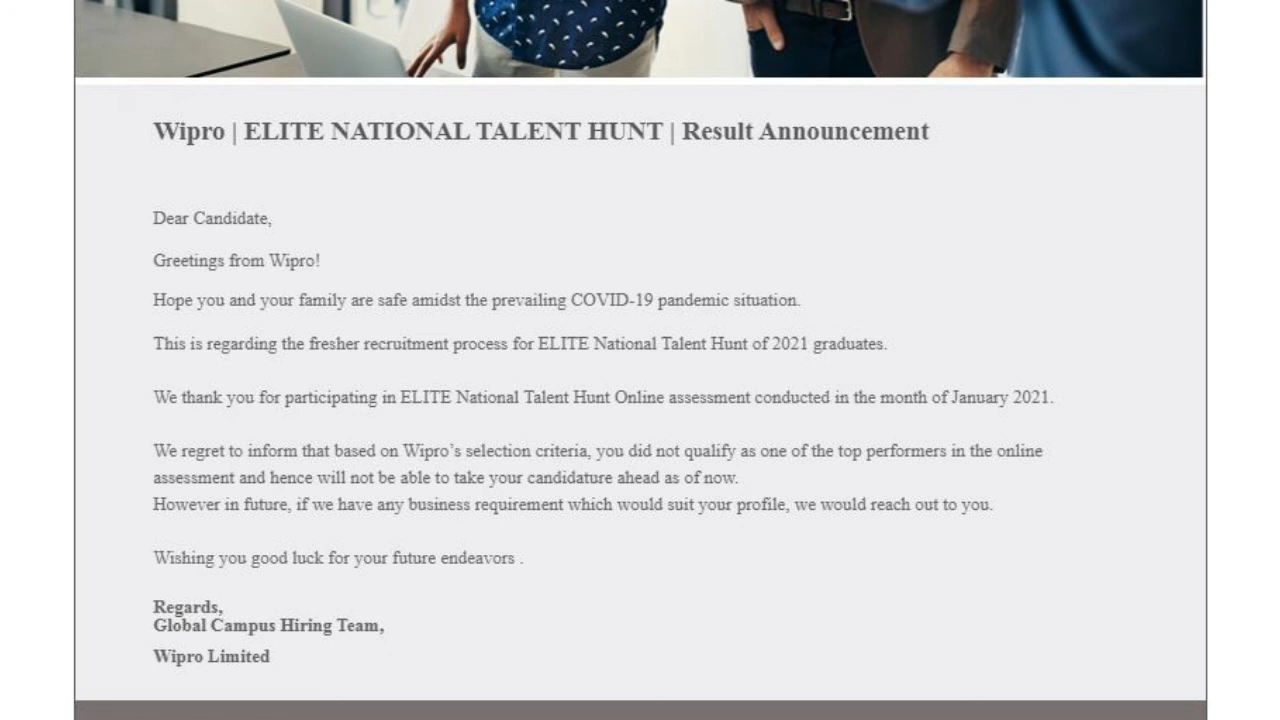 Wipro | ELITE NATIONAL TALENT HUNT | Result Announcement
Dear Candidate,
Greetings from Wipro!
Hope you and your family are safe amidst the prevailing COVID-19 pandemic situation.
This is regarding the fresher recruitment process for ELITE National Talent Hunt of 2021 graduates.
We thank you for participating in ELITE National Talent Hunt Online assessment conducted in the month of January 2021.
We regret to inform that based on Wipro’s selection criteria, you did not qualify as one of the top performers in the online
assessment and hence will not be able to take your candidature ahead as of now.
However in future, if we have any business requirement which would suit your profile, we would reach out to you.
Wishing you good luck for your future endeavors .
Regards,
Global Campus Hiring Team,
Wipro Limited